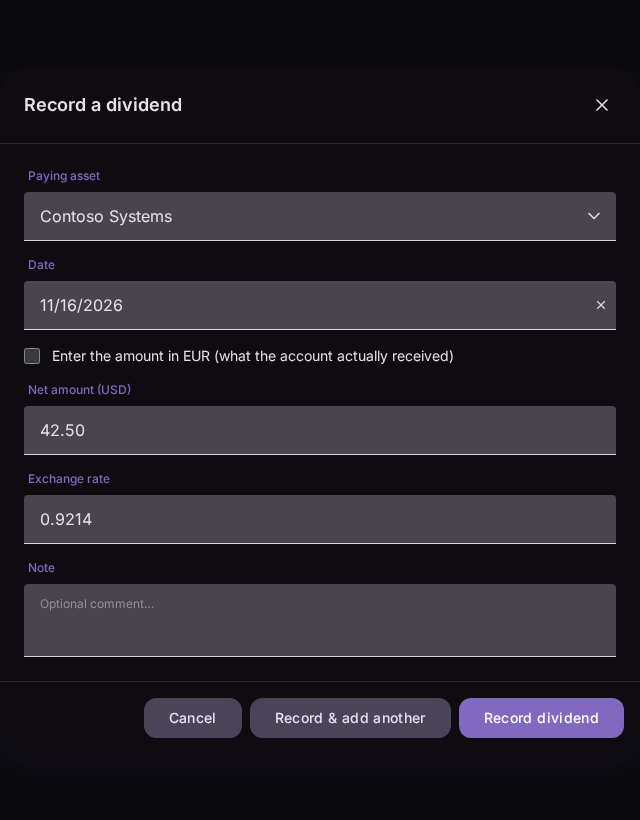 Record a dividend
Paying asset
Contoso Systems
Date
11/16/2026
Enter the amount in EUR (what the account actually received)
Net amount (USD)
42.50
Exchange rate
0.9214
Note
Optional comment...
Cancel
Record & add another
Record dividend